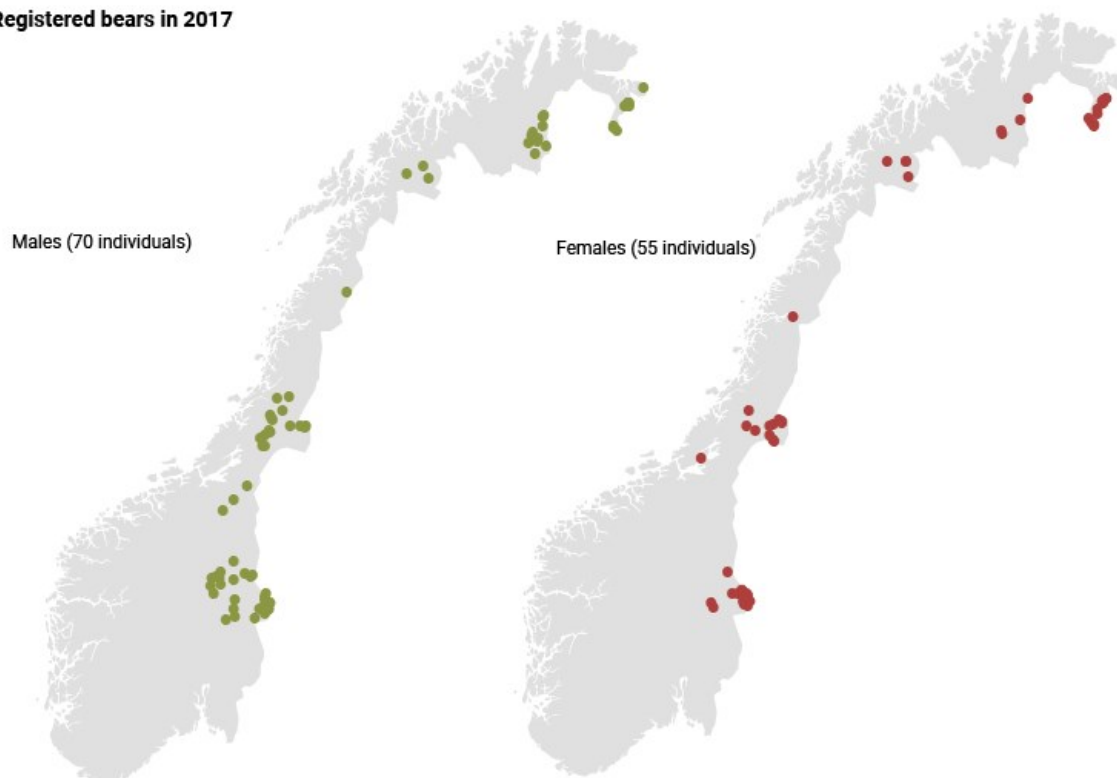 Registered bears in 2017
Males (70 individuals)
Females (55 individuals)